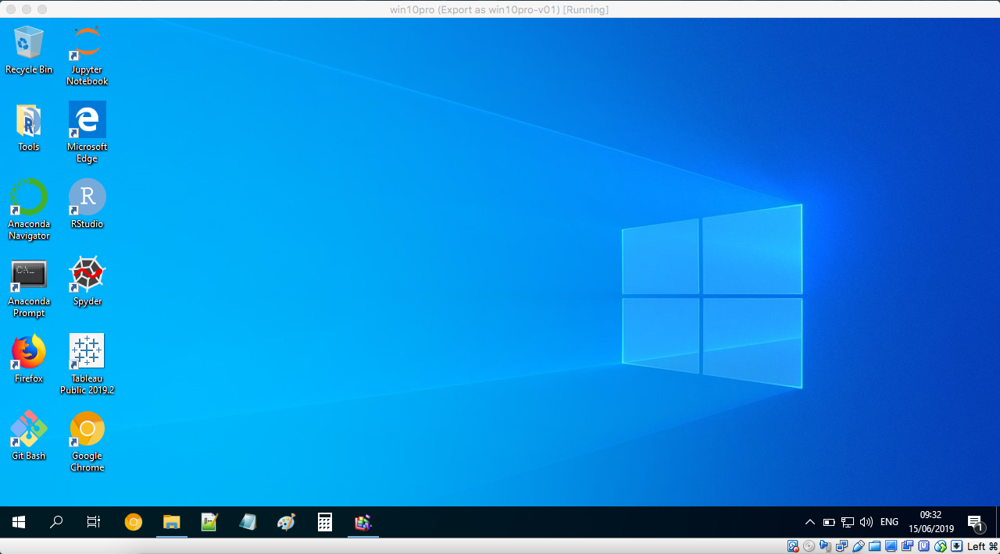 win10pro (Export as win10pro-v01) [Running]
Recycle Bin
Jupyter
Notebook
Tools
Microsoft
Edge
Anaconda
Navigator
R
RStudio
C:\_
Anaconda
Prompt
Spyder
Firefox
Tableau
Public 2019.2
Git Bash
Google
Chrome
ENG
09:32
15/06/2019
1
Left ⌘